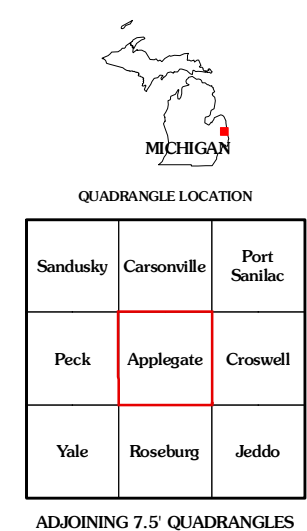 MICHIGAN
QUADRANGLE LOCATION
Sandusky Carsonville Port Sanilac
Peck Applegate Croswell
Yale Roseburg Jeddo
ADJOINING 7.5' QUADRANGLES